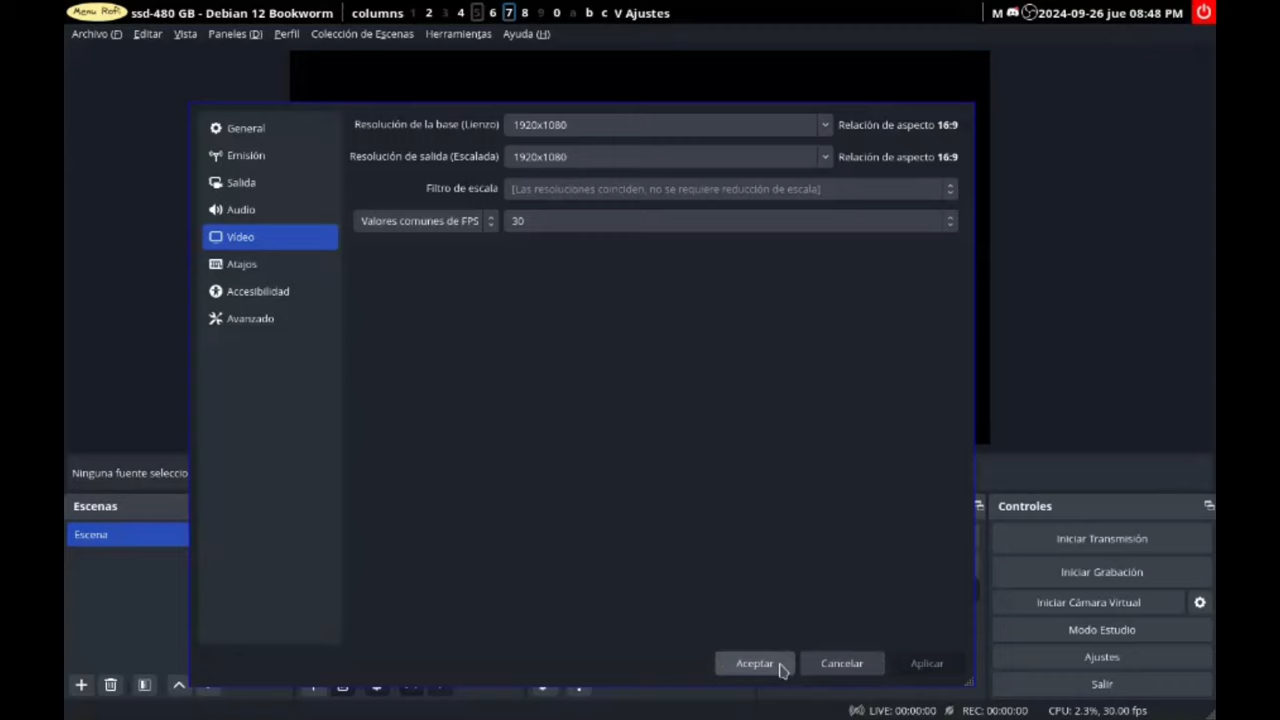 Menu Rofi ssd-480 GB - Debian 12 Bookworm columns 1 2 3 4 5 6 7 8 9 0 a b c V Ajustes M 2024-09-26 jue 08:48 PM
Archivo (F) Editar Vista Paneles (D) Perfil Colección de Escenas Herramientas Ayuda (H)
General
Emisión
Salida
Audio
Vídeo
Atajos
Accesibilidad
Avanzado
Resolución de la base (Lienzo) 1920x1080 Relación de aspecto 16:9
Resolución de salida (Escalada) 1920x1080 Relación de aspecto 16:9
Filtro de escala [Las resoluciones coinciden, no se requiere reducción de escala]
Valores comunes de FPS 30
Aceptar Cancelar Aplicar
Ninguna fuente seleccio
Escenas
Escena
Controles
Iniciar Transmisión
Iniciar Grabación
Iniciar Cámara Virtual
Modo Estudio
Ajustes
Salir
LIVE: 00:00:00 REC: 00:00:00 CPU: 2.3%, 30.00 fps